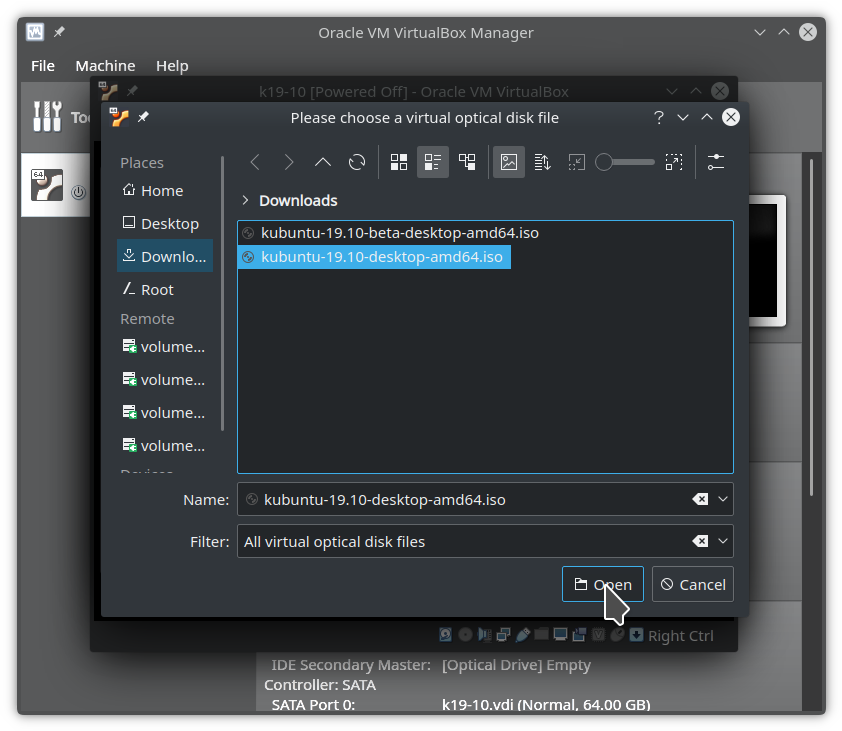 Oracle VM VirtualBox Manager
File Machine Help
k19-10 [Powered Off] - Oracle VM VirtualBox
Please choose a virtual optical disk file
64
Places
Home
Desktop
Downlo...
Root
Remote
volume...
volume...
volume...
volume...
Downloads
kubuntu-19.10-beta-desktop-amd64.iso
kubuntu-19.10-desktop-amd64.iso
Name: kubuntu-19.10-desktop-amd64.iso
Filter: All virtual optical disk files
Open Cancel
Right Ctrl
IDE Secondary Master: [Optical Drive] Empty
Controller: SATA
SATA Port 0: k19-10.vdi (Normal, 64.00 GB)